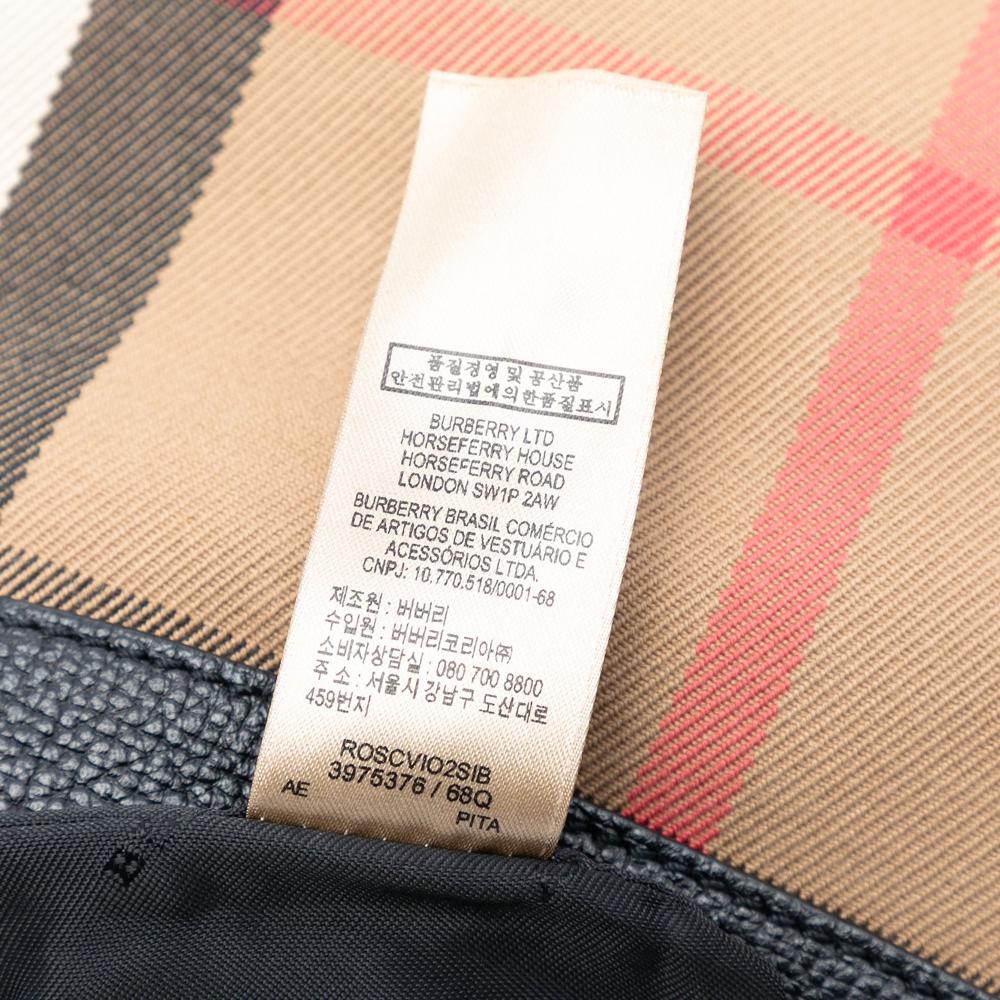 품질경영 및 공산품
안전관리법에의한품질표시
BURBERRY LTD
HORSEFERRY HOUSE
HORSEFERRY ROAD
LONDON SW1P 2AW
BURBERRY BRASIL COMÉRCIO
DE ARTIGOS DE VESTUÁRIO E
ACESSÓRIOS LTDA.
CNPJ: 10.770.518/0001-68
제조원 : 버버리
수입원 : 버버리코리아㈜
소비자상담실 : 080 700 8800
주 소 : 서울시 강남구 도산대로
459번지
ROSCVIO2SIB
3975376 / 68Q
AE
PITA